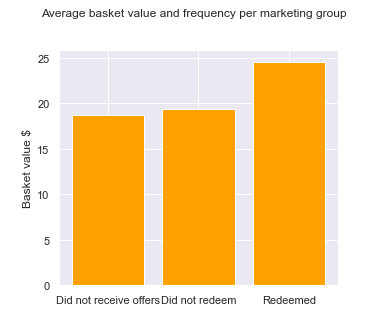 Average basket value and frequency per marketing group
25
20
15
10
5
0
Basket value $
Did not receive offers
Did not redeem
Redeemed